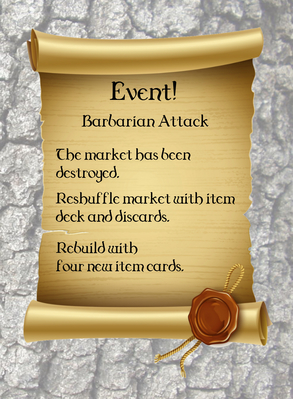 Event!
Barbarian Attack
The market has been
destroyed.
Reshuffle market with item
deck and discards.
Rebuild with
four new item cards.